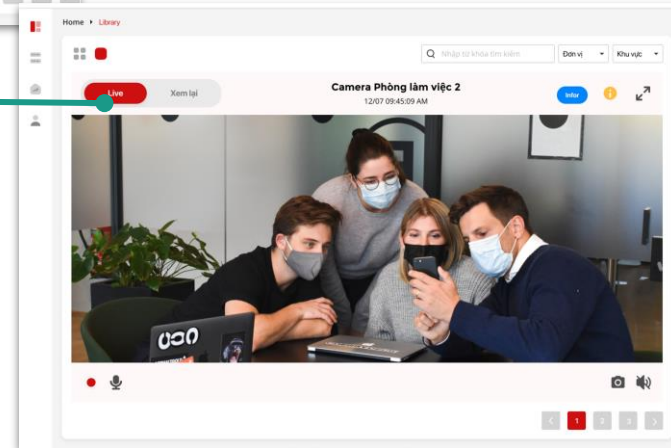 Home Library
Nhập từ khóa tìm kiếm Đơn vị Khu vực
Live Xem lại Camera Phòng làm việc 2 Infor
12/07 09:45:09 AM
1 2 3